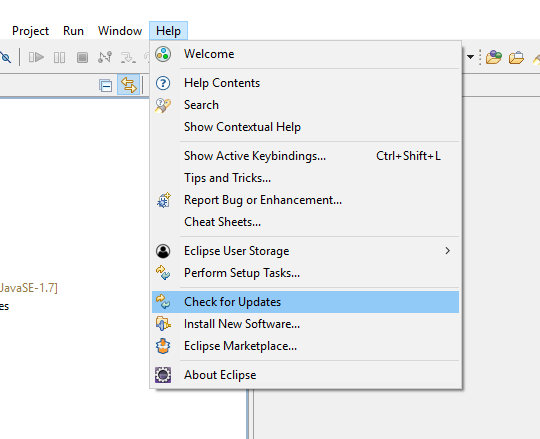 Project Run Window Help
Welcome
Help Contents
Search
Show Contextual Help
Show Active Keybindings... Ctrl+Shift+L
Tips and Tricks...
Report Bug or Enhancement...
Cheat Sheets...
Eclipse User Storage
Perform Setup Tasks...
JavaSE-1.7]
es
Check for Updates
Install New Software...
Eclipse Marketplace...
About Eclipse